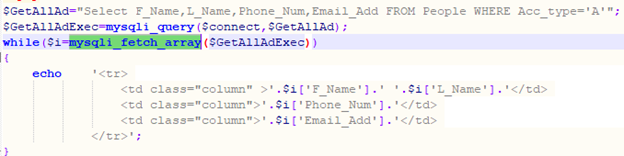 $GetAllAd="Select F_Name,L_Name,Phone_Num,Email_Add FROM People WHERE Acc_type='A'";
$GetAllAdExec=mysqli_query($connect,$GetAllAd);
while($i=mysqli_fetch_array($GetAllAdExec))
{
echo '<tr>
<td class="column" >'.$i['F_Name'].' '.$i['L_Name'].'</td>
<td class="column">'.$i['Phone_Num'].'</td>
<td class="column">'.$i['Email_Add'].'</td>
</tr>';
}